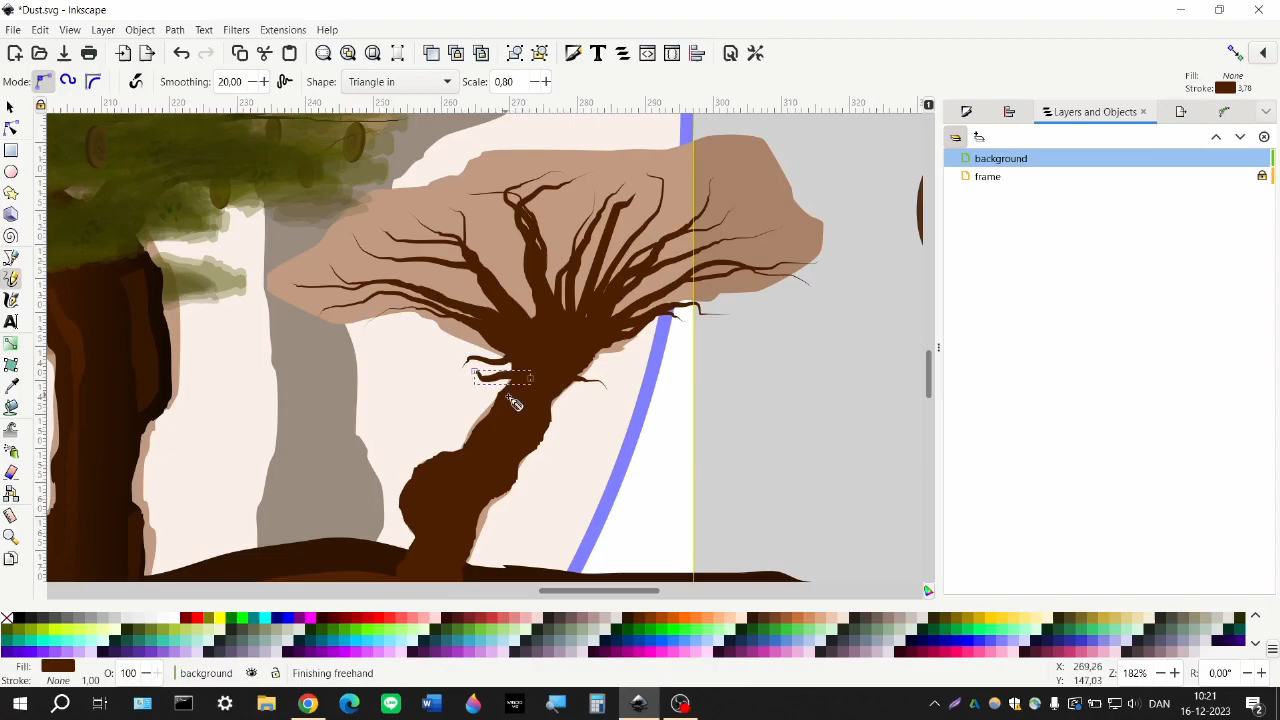 *Dust.svg - Inkscape
File Edit View Layer Object Path Text Filters Extensions Help
Mode: Smoothing: 20,00 Shape: Triangle in Scale: 0,80
Fill: None
Stroke: 3,78
210 220 230 240 250 260 270 280 290 300 310 320
1
Layers and Objects
background
frame
Fill:
Stroke: None 1,00
O: 100
background
Finishing freehand
X: 269,26
Y: 147,03
Z: 182%
R: 0,00°
DAN
10:21
16-12-2023
2